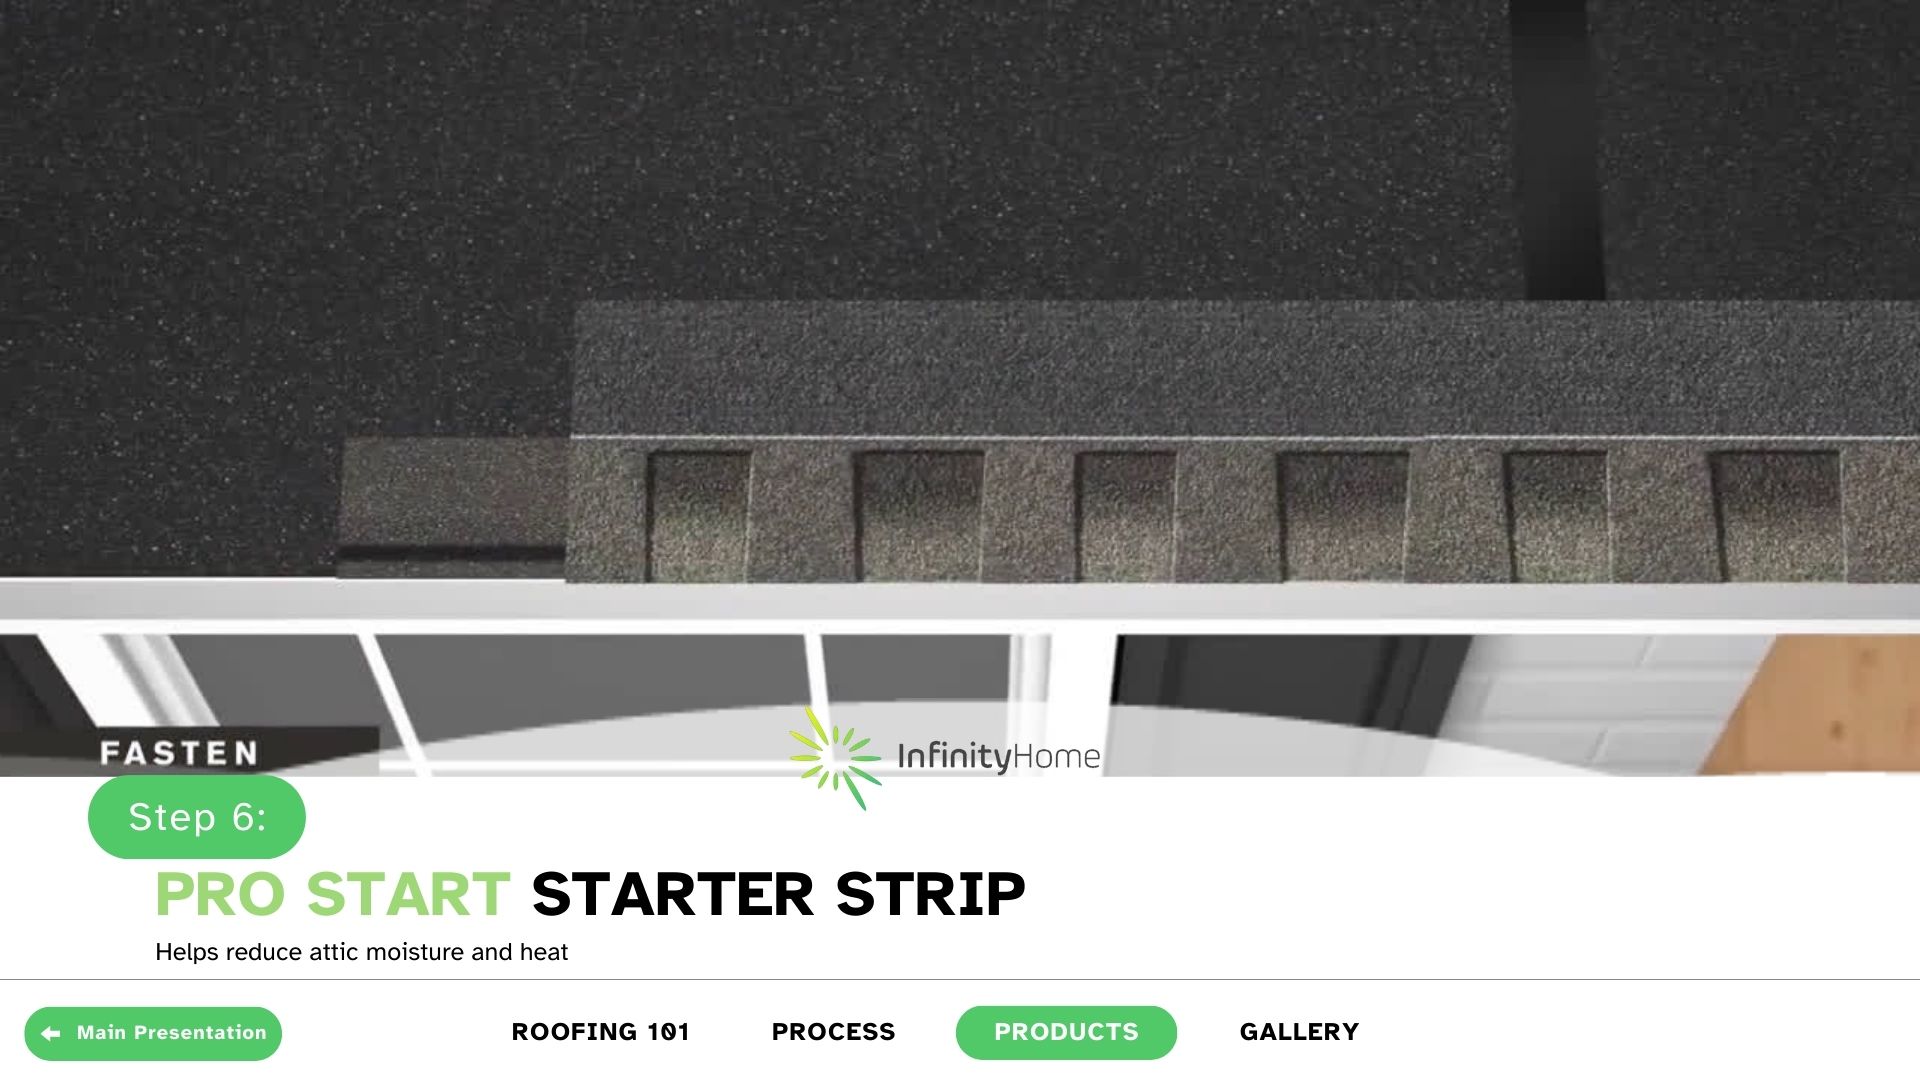 FASTEN
InfinityHome
Step 6:
PRO START STARTER STRIP
Helps reduce attic moisture and heat
Main Presentation
ROOFING 101
PROCESS
PRODUCTS
GALLERY